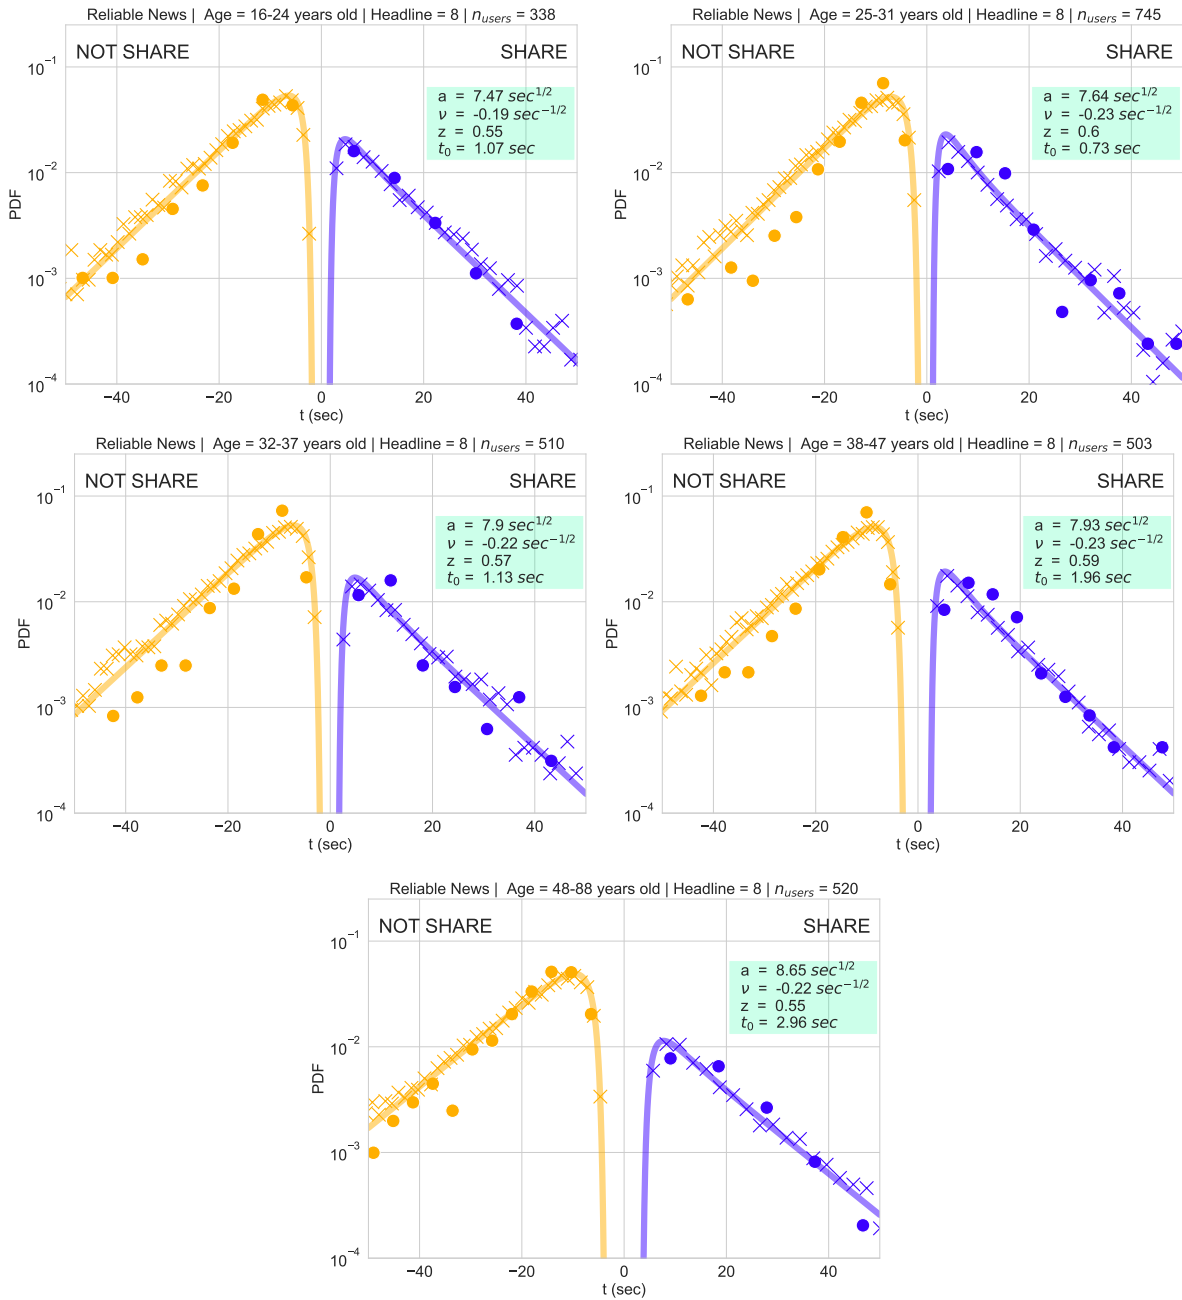 Reliable News | Age = 16-24 years old | Headline = 8 | n_users = 338
NOT SHARE SHARE
a = 7.47 sec^1/2
ν = -0.19 sec^−1/2
z = 0.55
t_0 = 1.07 sec
10^−1
10^−2
10^−3
10^−4
PDF
−40 −20 0 20 40
t (sec)
Reliable News | Age = 25-31 years old | Headline = 8 | n_users = 745
NOT SHARE SHARE
a = 7.64 sec^1/2
ν = -0.23 sec^−1/2
z = 0.6
t_0 = 0.73 sec
10^−1
10^−2
10^−3
10^−4
PDF
−40 −20 0 20 40
t (sec)
Reliable News | Age = 32-37 years old | Headline = 8 | n_users = 510
NOT SHARE SHARE
a = 7.9 sec^1/2
ν = -0.22 sec^−1/2
z = 0.57
t_0 = 1.13 sec
10^−1
10^−2
10^−3
10^−4
PDF
−40 −20 0 20 40
t (sec)
Reliable News | Age = 38-47 years old | Headline = 8 | n_users = 503
NOT SHARE SHARE
a = 7.93 sec^1/2
ν = -0.23 sec^−1/2
z = 0.59
t_0 = 1.96 sec
10^−1
10^−2
10^−3
10^−4
PDF
−40 −20 0 20 40
t (sec)
Reliable News | Age = 48-88 years old | Headline = 8 | n_users = 520
NOT SHARE SHARE
a = 8.65 sec^1/2
ν = -0.22 sec^−1/2
z = 0.55
t_0 = 2.96 sec
10^−1
10^−2
10^−3
10^−4
PDF
−40 −20 0 20 40
t (sec)